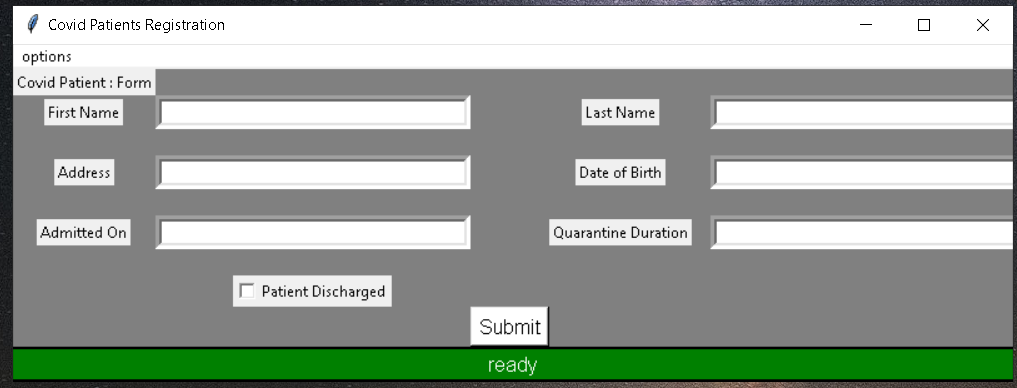 Covid Patients Registration
options
Covid Patient : Form
First Name
Last Name
Address
Date of Birth
Admitted On
Quarantine Duration
Patient Discharged
Submit
ready